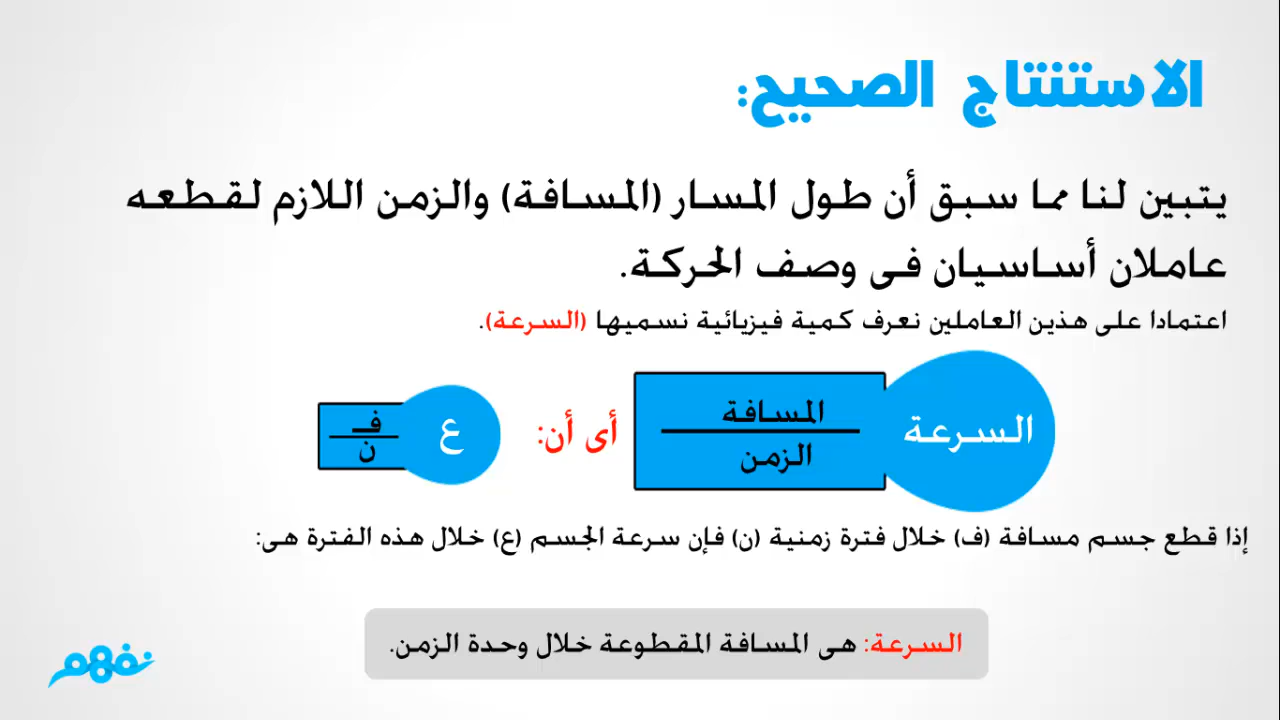 الاستنتاج الصحيح:
يتبين لنا مما سبق أن طول المسار (المسافة) والزمن اللازم لقطعه
عاملان أساسيان فى وصف الحركة.
اعتمادا على هذين العاملين نعرف كمية فيزيائية نسميها (السرعة).
السرعة
المسافة
الزمن
أى أن:
ع
ف
ن
إذا قطع جسم مسافة (ف) خلال فترة زمنية (ن) فإن سرعة الجسم (ع) خلال هذه الفترة هى:
السرعة: هى المسافة المقطوعة خلال وحدة الزمن.
نفهم